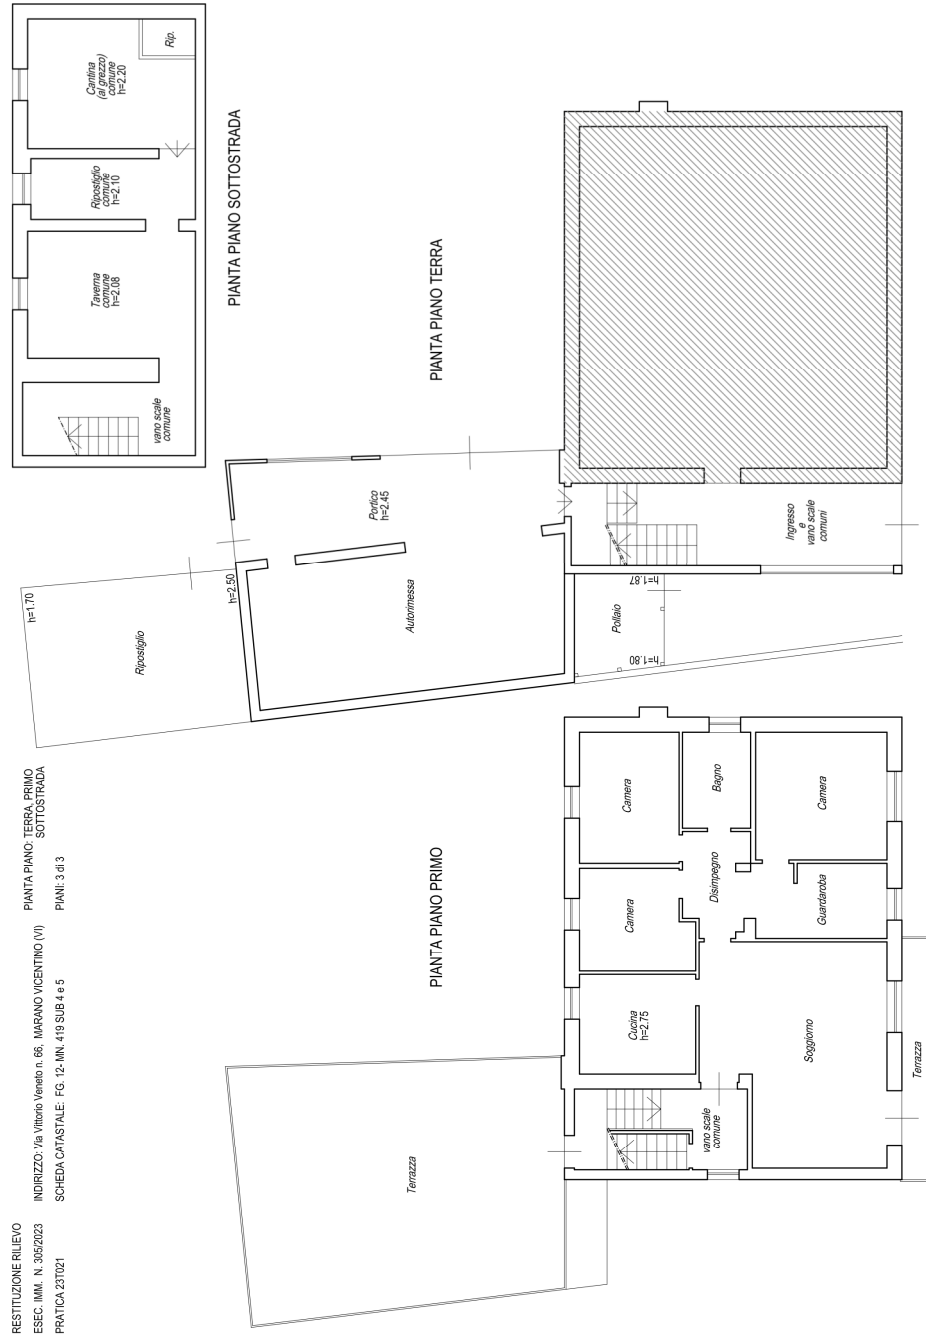 RESTITUZIONE RILIEVO
ESEC. IMM. N. 305/2023
PRATICA 23T021
INDIRIZZO: Via Vittorio Veneto n. 66, MARANO VICENTINO (VI)
SCHEDA CATASTALE: FG. 12- MN. 419 SUB 4 e 5
PIANTA PIANO: TERRA, PRIMO
SOTTOSTRADA
PIANI: 3 di 3
Cantina
(al grezzo)
comune
h=2.20
Rip.
Ripostiglio
comune
h=2.10
Taverna
comune
h=2.08
vano scale
comune
PIANTA PIANO SOTTOSTRADA
PIANTA PIANO TERRA
h=1.70
Ripostiglio
h=2.50
Portico
h=2.45
Autorimessa
Pollaio
h=1.87
h=1.80
Ingresso
e
vano scale
comuni
PIANTA PIANO PRIMO
Terrazza
Camera
Bagno
Camera
Camera
Disimpegno
Guardaroba
Cucina
h=2.75
Soggiorno
vano scale
comune
Terrazza